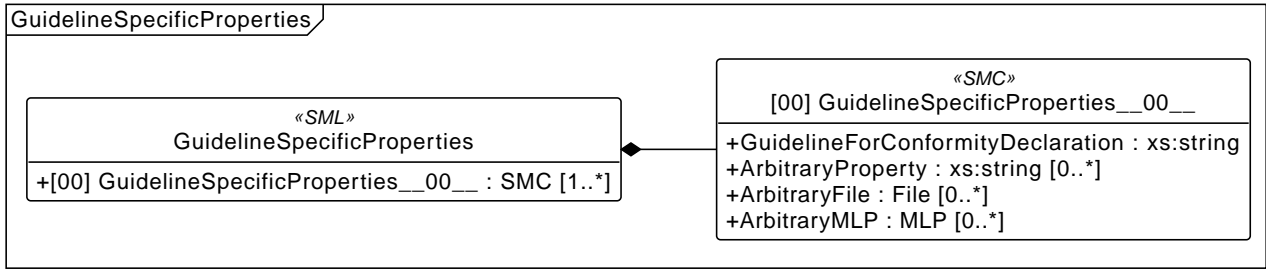 GuidelineSpecificProperties
«SML»
GuidelineSpecificProperties
+[00] GuidelineSpecificProperties__00__ : SMC [1..*]
«SMC»
[00] GuidelineSpecificProperties__00__
+GuidelineForConformityDeclaration : xs:string
+ArbitraryProperty : xs:string [0..*]
+ArbitraryFile : File [0..*]
+ArbitraryMLP : MLP [0..*]